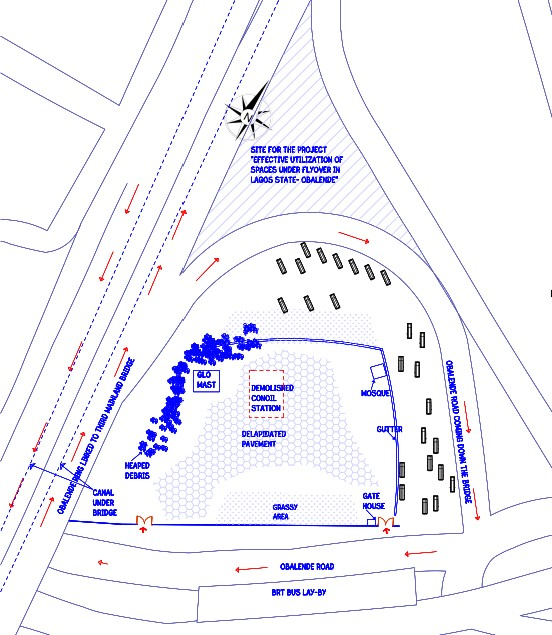 N
SITE FOR THE PROJECT
"EFFECTIVE UTILIZATION OF
SPACES UNDER FLYOVER IN
LAGOS STATE- OBALENDE"
GLO
MAST
DEMOLISHED
CONOIL
STATION
MOSQUE
DELAPIDATED
PAVEMENT
GUTTER
HEAPED
DEBRIS
CANAL
UNDER
BRIDGE
GATE
HOUSE
GRASSY
AREA
OBALENDE ROAD COMING DOWN THE BRIDGE
OBALENDE ROAD
BRT BUS LAY-BY